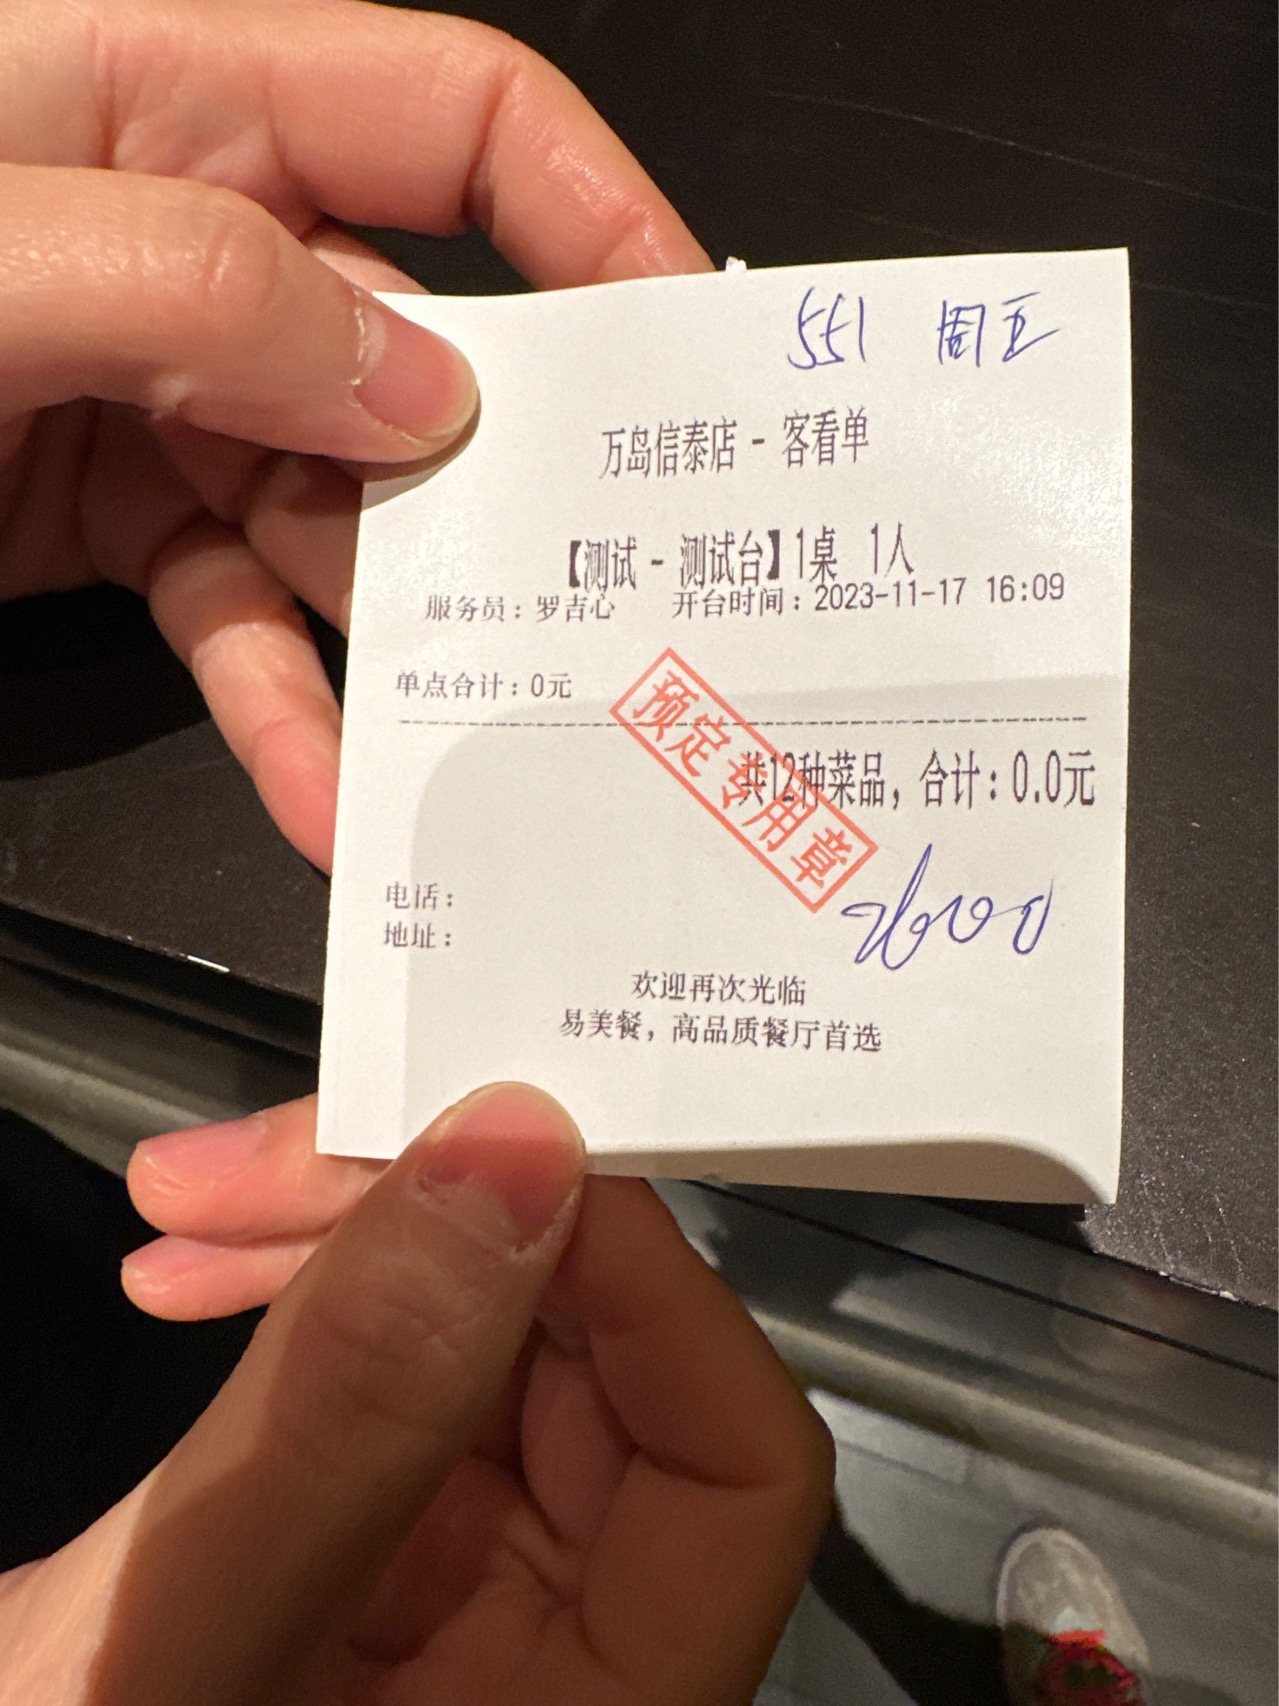 551 周五
万岛信泰店 - 客看单
【测试 - 测试台】1桌 1人
服务员：罗吉心 开台时间：2023-11-17 16:09
单点合计：0元
预定专用章
共12种菜品，合计：0.0元
电话：
地址：
欢迎再次光临
易美餐，高品质餐厅首选